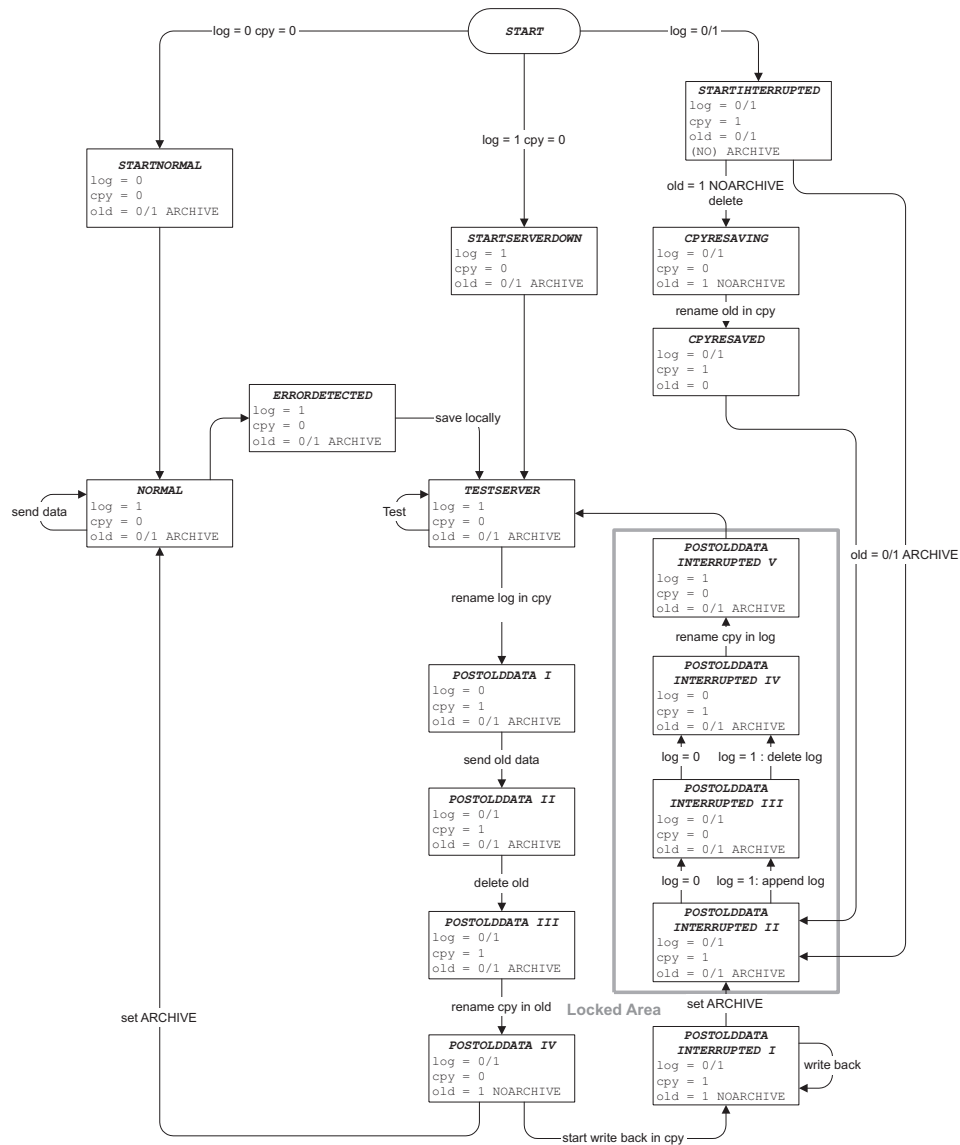 START
log = 0 cpy = 0
log = 0/1
log = 1 cpy = 0
STARTIHTERRUPTED
log = 0/1
cpy = 1
old = 0/1
(NO) ARCHIVE
STARTNORMAL
log = 0
cpy = 0
old = 0/1 ARCHIVE
old = 1 NOARCHIVE
delete
STARTSERVERDOWN
log = 1
cpy = 0
old = 0/1 ARCHIVE
CPYRESAVING
log = 0/1
cpy = 0
old = 1 NOARCHIVE
rename old in cpy
CPYRESAVED
log = 0/1
cpy = 1
old = 0
ERRORDETECTED
log = 1
cpy = 0
old = 0/1 ARCHIVE
save locally
NORMAL
log = 1
cpy = 0
old = 0/1 ARCHIVE
send data
TESTSERVER
log = 1
cpy = 0
old = 0/1 ARCHIVE
Test
old = 0/1 ARCHIVE
POSTOLDDATA
INTERRUPTED V
log = 1
cpy = 0
old = 0/1 ARCHIVE
rename log in cpy
rename cpy in log
POSTOLDDATA I
log = 0
cpy = 1
old = 0/1 ARCHIVE
POSTOLDDATA
INTERRUPTED IV
log = 0
cpy = 1
old = 0/1 ARCHIVE
send old data
log = 0
log = 1 : delete log
POSTOLDDATA II
log = 0/1
cpy = 1
old = 0/1 ARCHIVE
POSTOLDDATA
INTERRUPTED III
log = 0/1
cpy = 0
old = 0/1 ARCHIVE
delete old
log = 0
log = 1: append log
POSTOLDDATA III
log = 0/1
cpy = 1
old = 0/1 ARCHIVE
POSTOLDDATA
INTERRUPTED II
log = 0/1
cpy = 1
old = 0/1 ARCHIVE
rename cpy in old
Locked Area
set ARCHIVE
set ARCHIVE
POSTOLDDATA IV
log = 0/1
cpy = 0
old = 1 NOARCHIVE
POSTOLDDATA
INTERRUPTED I
log = 0/1
cpy = 1
old = 1 NOARCHIVE
write back
start write back in cpy